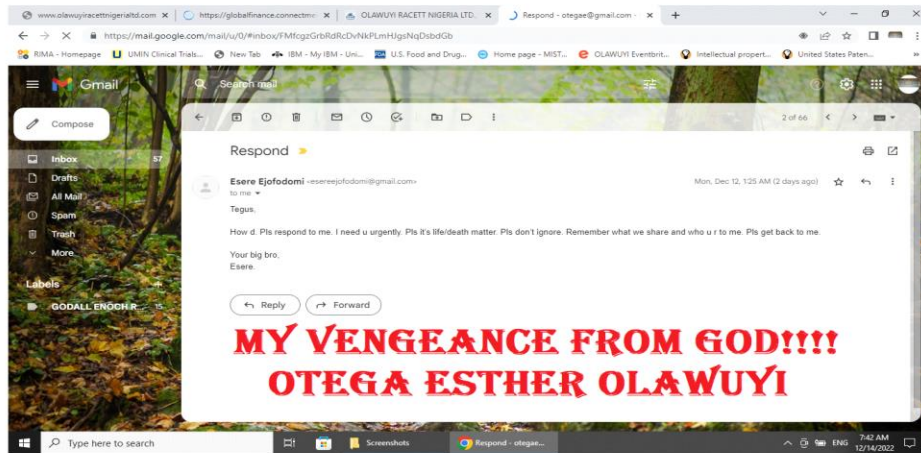 www.olawuyiracettnigerialtd.com
https://globalfinance.connectme
OLAWUYI RACETT NIGERIA LTD.
Respond - otegae@gmail.com -
https://mail.google.com/mail/u/0/#inbox/FMfcgzGrbRdRcDvNkPLmHJgsNqDsbdGb
RIMA - Homepage
UMIN Clinical Trials...
New Tab
IBM - My IBM - Uni...
U.S. Food and Drug...
Home page - MIST...
OLAWUYI Eventbrit...
Intellectual propert...
United States Paten...
Gmail
Search mail
Compose
2 of 66
Inbox 57
Drafts
All Mail
Spam
Trash
More
Labels
GODALL ENOCH R... 15
Respond
Esere Ejofodomi <esereejofodomi@gmail.com>
Mon, Dec 12, 1:25 AM (2 days ago)
to me
Tegus,
How d. Pls respond to me. I need u urgently. Pls it's life/death matter. Pls don't ignore. Remember what we share and who u r to me. Pls get back to me.
Your big bro,
Esere.
Reply
Forward
MY VENGEANCE FROM GOD!!!!
OTEGA ESTHER OLAWUYI
Type here to search
Screenshots
Respond - otegae...
ENG
7:42 AM
12/14/2022